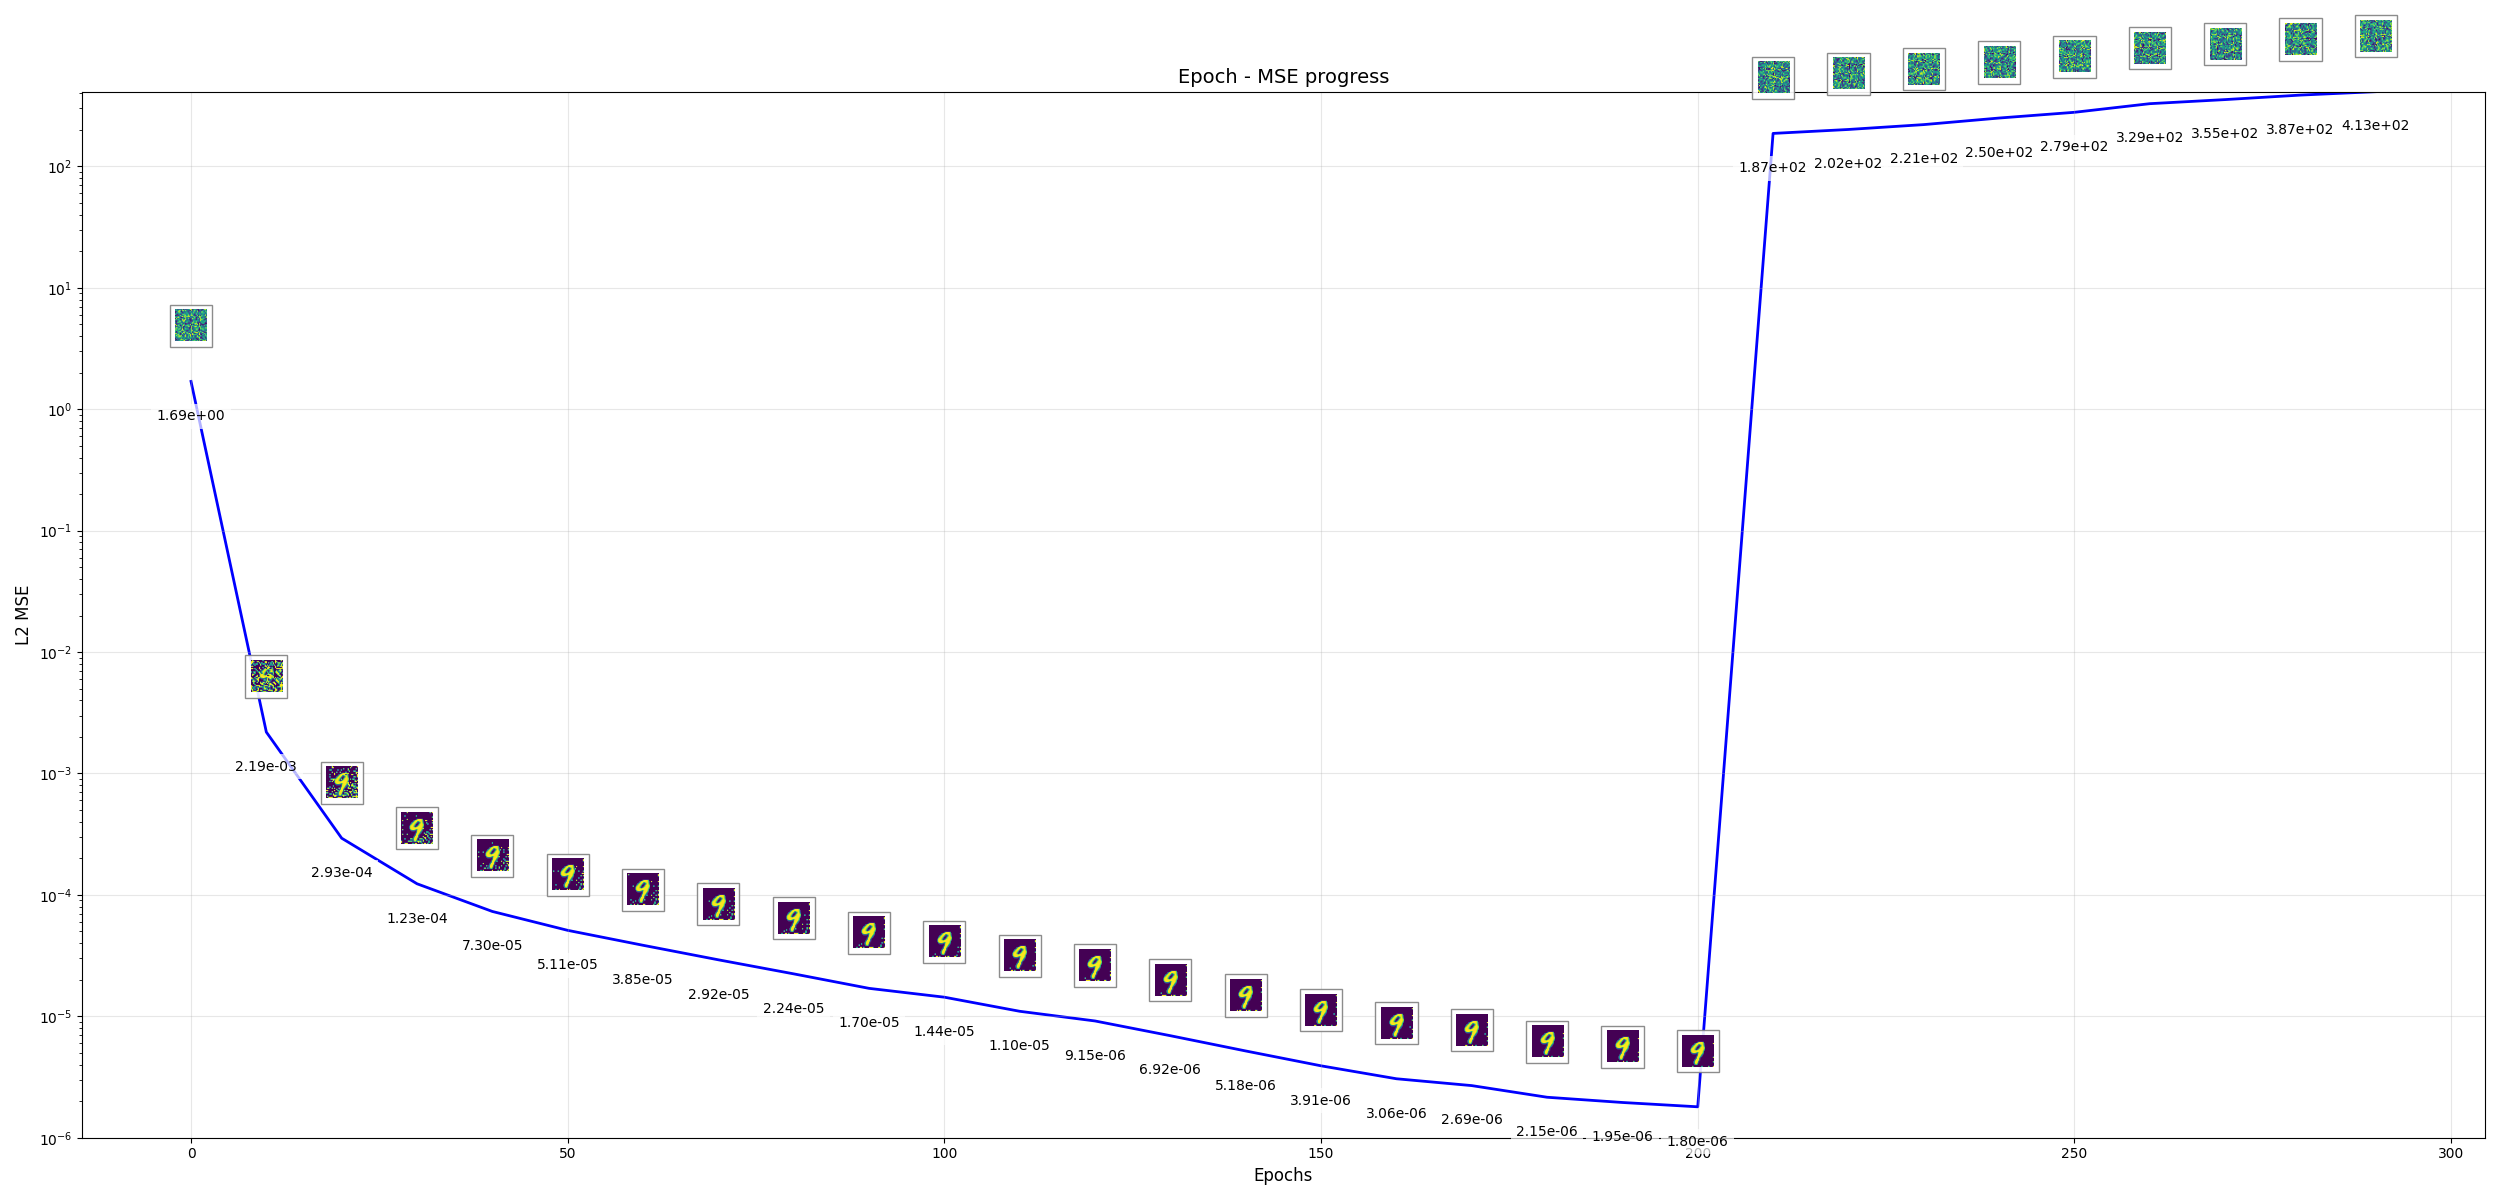 Epoch - MSE progress
L2 MSE
10²
10¹
10⁰
10⁻¹
10⁻²
10⁻³
10⁻⁴
10⁻⁵
10⁻⁶
1.69e+00
2.19e-03
2.93e-04
1.23e-04
7.30e-05
5.11e-05
3.85e-05
2.92e-05
2.24e-05
1.70e-05
1.44e-05
1.10e-05
9.15e-06
6.92e-06
5.18e-06
3.91e-06
3.06e-06
2.69e-06
2.15e-06
1.95e-06
1.80e-06
1.87e+02
2.02e+02
2.21e+02
2.50e+02
2.79e+02
3.29e+02
3.55e+02
3.87e+02
4.13e+02
0
50
100
150
200
250
300
Epochs